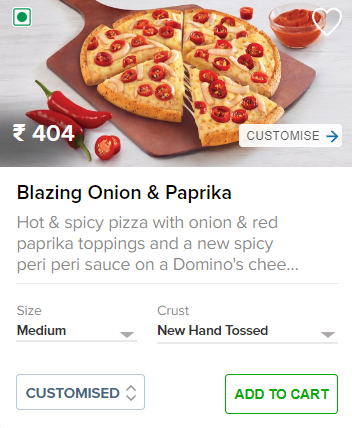 ₹ 404
CUSTOMISE
Blazing Onion & Paprika
Hot & spicy pizza with onion & red
paprika toppings and a new spicy
peri peri sauce on a Domino's chee...
Size
Crust
Medium
New Hand Tossed
CUSTOMISED
ADD TO CART